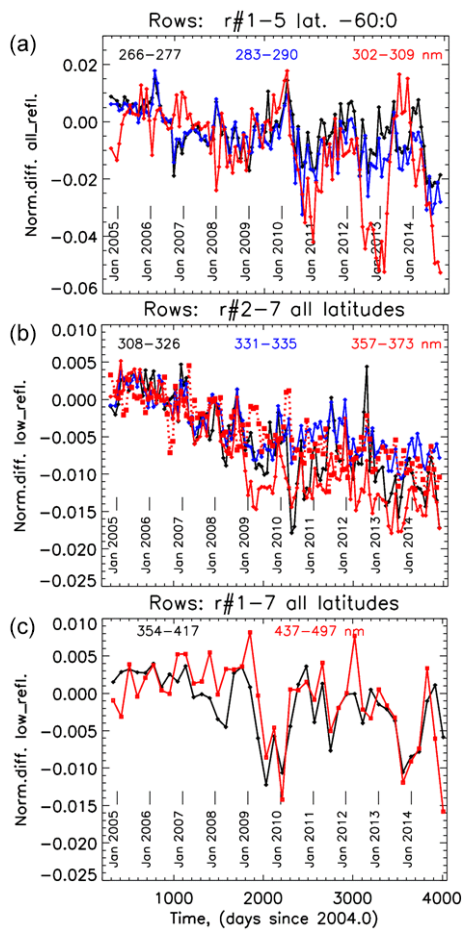 Rows: r#1-5 lat. -60:0
(a)
266-277 283-290 302-309 nm
Norm.diff. all_refl.
0.02
0.00
-0.02
-0.04
-0.06
Jan 2005 Jan 2006 Jan 2007 Jan 2008 Jan 2009 Jan 2010 Jan 2011 Jan 2012 Jan 2013 Jan 2014
Rows: r#2-7 all latitudes
(b)
308-326 331-335 357-373 nm
Norm.diff. low_refl.
0.010
0.005
0.000
-0.005
-0.010
-0.015
-0.020
-0.025
Jan 2005 Jan 2006 Jan 2007 Jan 2008 Jan 2009 Jan 2010 Jan 2011 Jan 2012 Jan 2013 Jan 2014
Rows: r#1-7 all latitudes
(c)
354-417 437-497 nm
Norm.diff. low_refl.
0.010
0.005
0.000
-0.005
-0.010
-0.015
-0.020
-0.025
Jan 2005 Jan 2006 Jan 2007 Jan 2008 Jan 2009 Jan 2010 Jan 2011 Jan 2012 Jan 2013 Jan 2014
1000 2000 3000 4000
Time, (days since 2004.0)